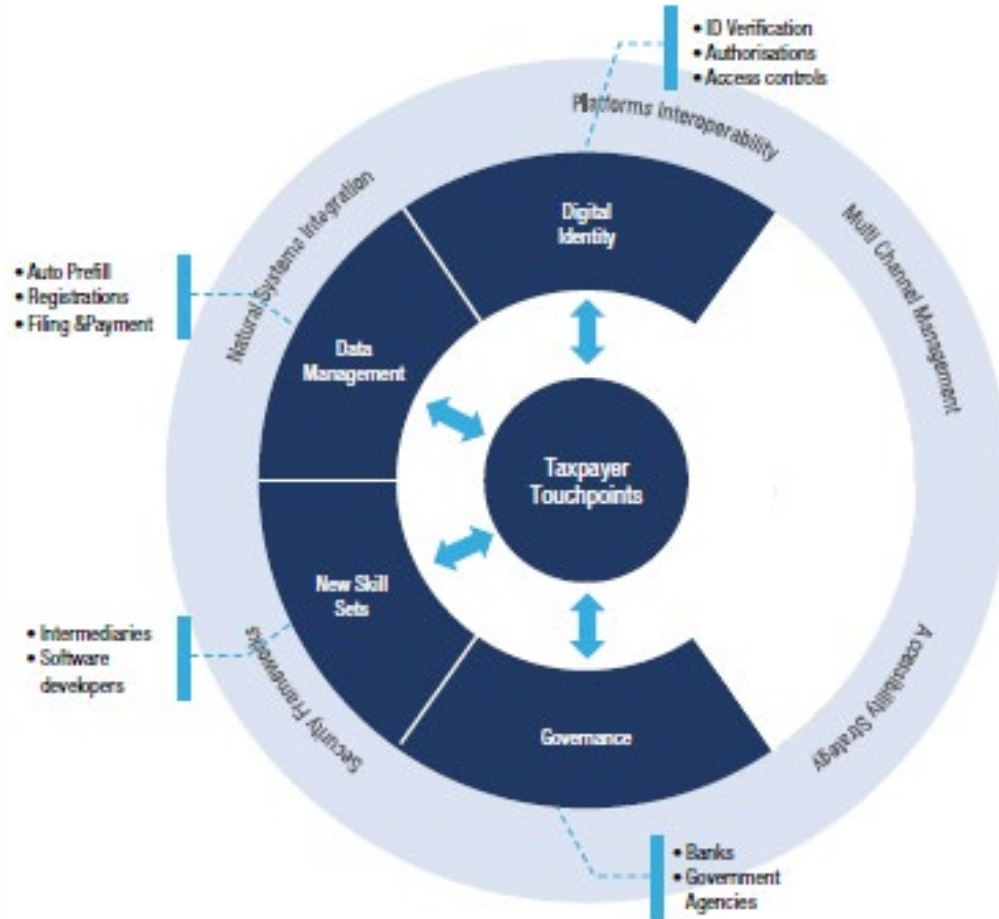 • ID Verification
• Authorisations
• Access controls
Platforms Interoperability
Natural Systems Integration
Multi Channel Management
Digital
Identity
• Auto Prefill
• Registrations
• Filing &Payment
Data
Management
Taxpayer
Touchpoints
New Skill
Sets
• Intermediaries
• Software
developers
Security Frameworks
Accessibility Strategy
Governance
• Banks
• Government
Agencies